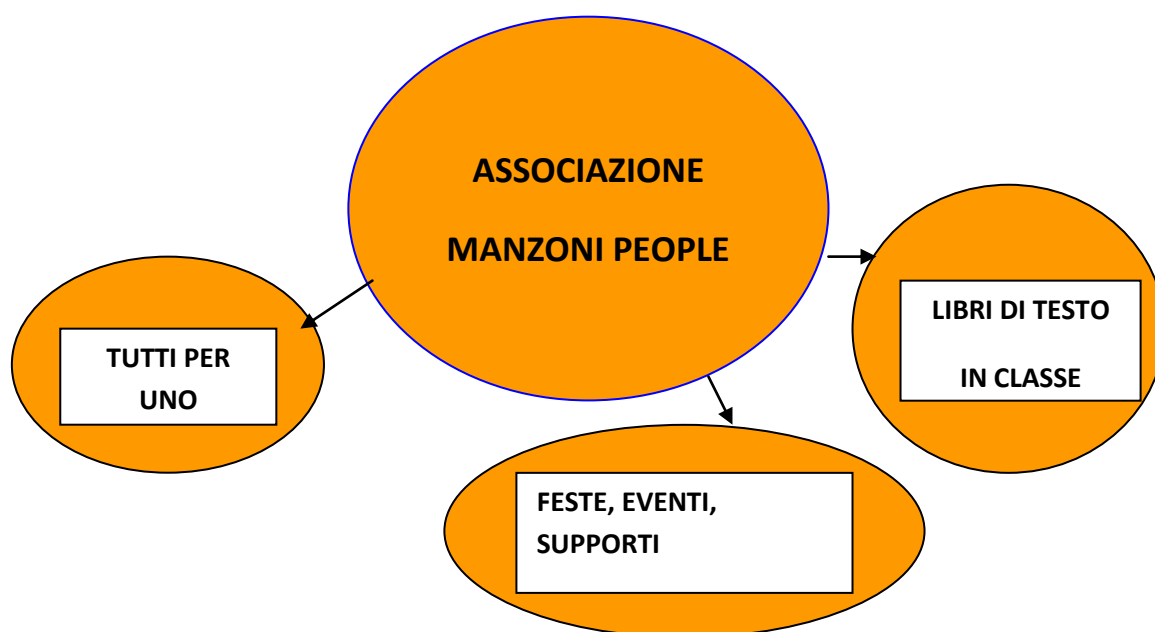 ASSOCIAZIONE
MANZONI PEOPLE
TUTTI PER
UNO
FESTE, EVENTI,
SUPPORTI
LIBRI DI TESTO
IN CLASSE